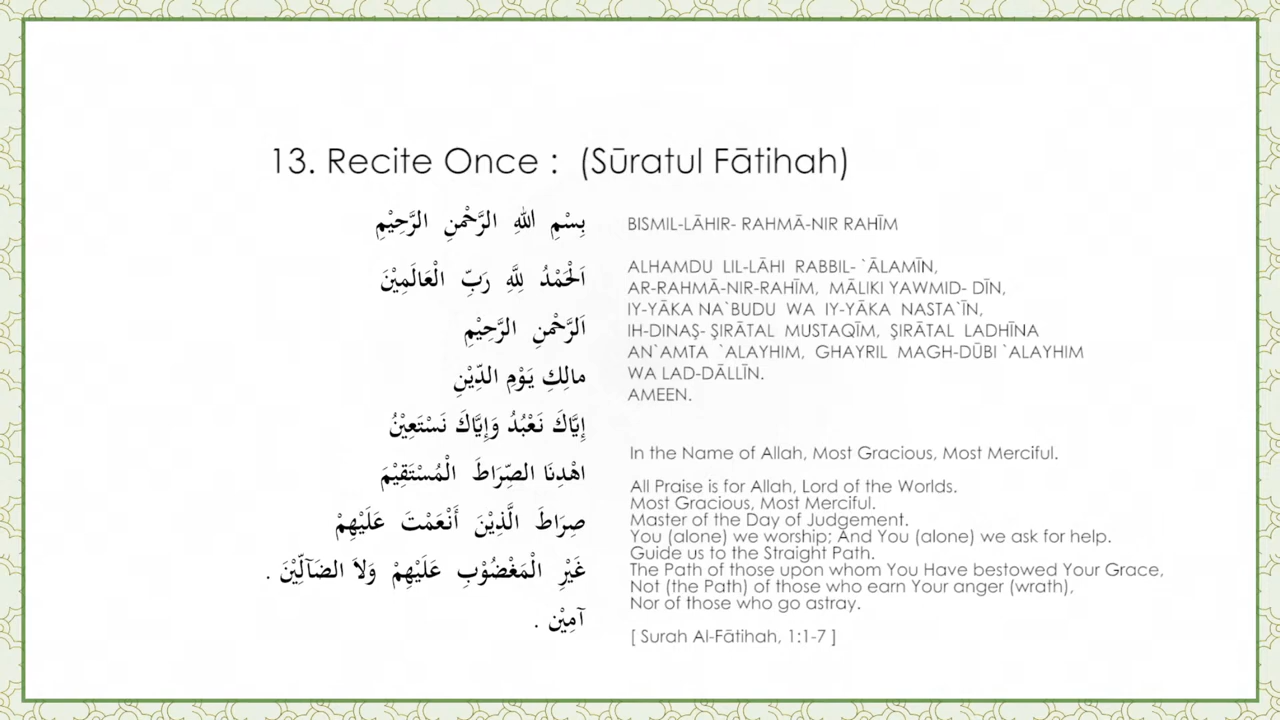 13. Recite Once : (Sūratul Fātihah)
بِسْمِ اللهِ الرَّحْمٰنِ الرَّحِيْمِ
اَلْحَمْدُ لِلَّهِ رَبِّ الْعَالَمِيْنَ
اَلرَّحْمٰنِ الرَّحِيْمِ
مالِكِ يَوْمِ الدِّيْنِ
إِيَّاكَ نَعْبُدُ وَإِيَّاكَ نَسْتَعِيْنُ
اهْدِنَا الصِّرَاطَ الْمُسْتَقِيْمَ
صِرَاطَ الَّذِيْنَ أَنْعَمْتَ عَلَيْهِمْ
غَيْرِ الْمَغْضُوْبِ عَلَيْهِمْ وَلاَ الضَآلِّيْنَ .
آمِيْن .
BISMIL-LĀHIR- RAHMĀ-NIR RAHĪM
ALHAMDU LIL-LĀHI RABBIL- `ĀLAMĪN,
AR-RAHMĀ-NIR-RAHĪM, MĀLIKI YAWMID- DĪN,
IY-YĀKA NA`BUDU WA IY-YĀKA NASTA`ĪN,
IH-DINAȘ- ȘIRĀTAL MUSTAQĪM, ȘIRĀTAL LADHĪNA
AN`AMTA `ALAYHIM, GHAYRIL MAGH-DŪBI `ALAYHIM
WA LAD-DĀLLĪN.
AMEEN.
In the Name of Allah, Most Gracious, Most Merciful.
All Praise is for Allah, Lord of the Worlds.
Most Gracious, Most Merciful.
Master of the Day of Judgement.
You (alone) we worship; And You (alone) we ask for help.
Guide us to the Straight Path.
The Path of those upon whom You Have bestowed Your Grace,
Not (the Path) of those who earn Your anger (wrath),
Nor of those who go astray.
[ Surah Al-Fātihah, 1:1-7 ]